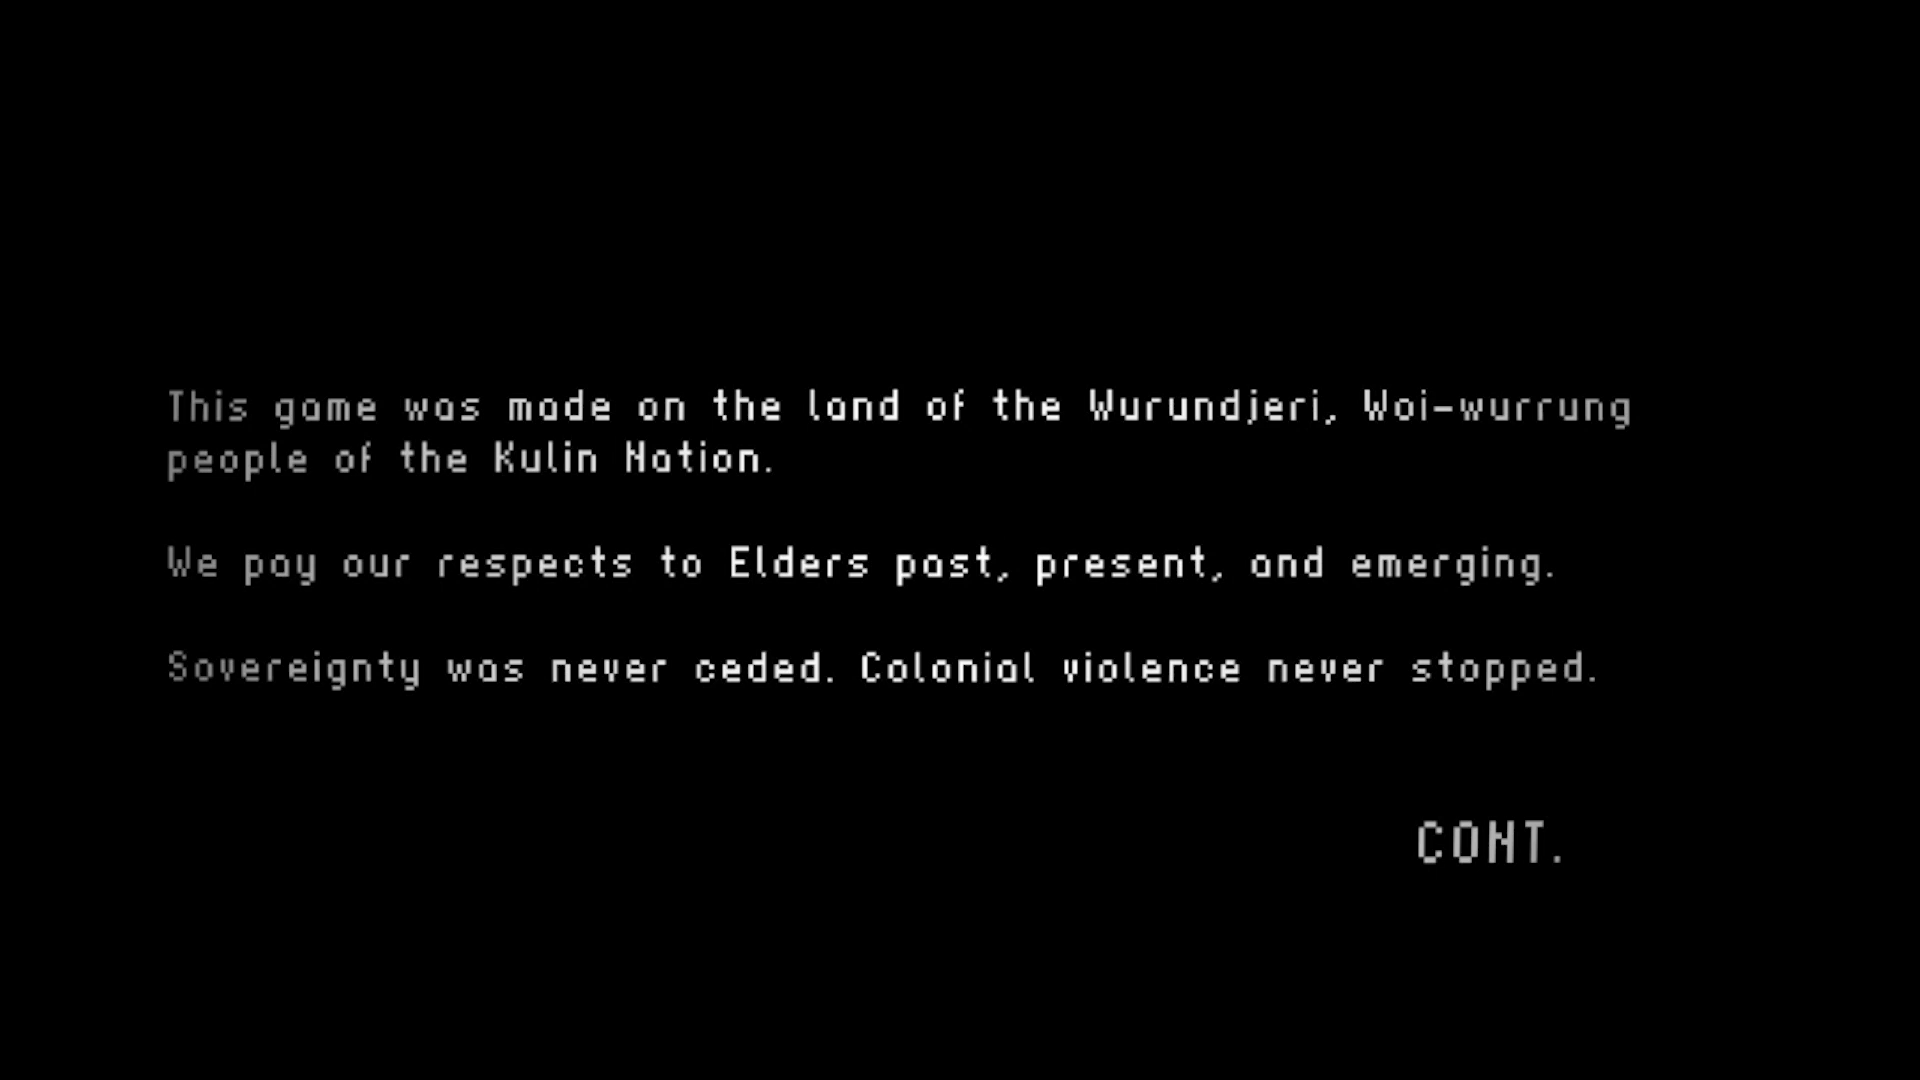 This game was made on the land of the Wurundjeri, Woi-wurrung
people of the Kulin Nation.
We pay our respects to Elders past, present, and emerging.
Sovereignty was never ceded. Colonial violence never stopped.
CONT.